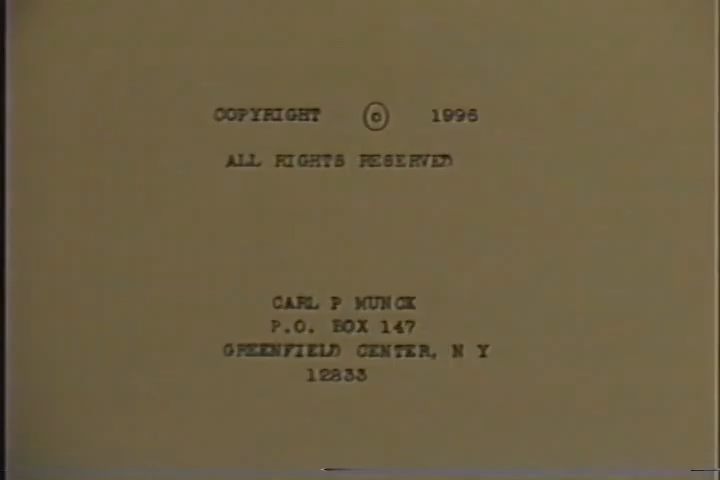 COPYRIGHT © 1996
ALL RIGHTS RESERVED
CARL P MUNCK
P.O. BOX 147
GREENFIELD CENTER, N Y
12833